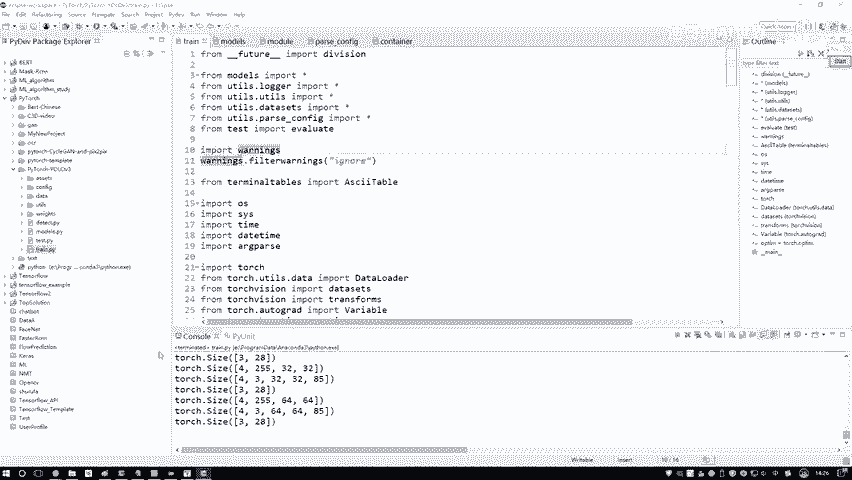 File Edit Refactoring Source Navigate Search Project Pydev Run Window Help
PyDev Package Explorer
BERT
Mask-Rcnn
ML_algorithm
ML_algorithm_study
PyTorch
Bert-Chinese
C3D-video
gan
MyNewProject
ocr
pytorch-CycleGAN-and-pix2pix
pytorch-template
PyTorch-YOLOv3
assets
config
data
utils
weights
detect.py
models.py
test.py
train.py
test
Tensorflow
tensorflow_example
Tensorflow2
TopSolution
chatbot
DataA
FaceNet
FasterRcnn
FlowPrediction
Keras
ML
NMT
Opencv
shufufa
Tensorflow_API
Tensorflow_Template
Test
UserProfile
train models module parse_config container
1 from __future__ import division
2
3 from models import *
4 from utils.logger import *
5 from utils.utils import *
6 from utils.datasets import *
7 from utils.parse_config import *
8 from test import evaluate
9
10 import warnings
11 warnings.filterwarnings("ignore")
12
13 from terminaltables import AsciiTable
14
15 import os
16 import sys
17 import time
18 import datetime
19 import argparse
20
21 import torch
22 from torch.utils.data import DataLoader
23 from torchvision import datasets
24 from torchvision import transforms
25 from torch.autograd import Variable
Console PyUnit
<terminated> train.py [e:\ProgramData\Anaconda3\python.exe]
torch.Size([3, 28])
torch.Size([4, 255, 32, 32])
torch.Size([4, 3, 32, 32, 85])
torch.Size([3, 28])
torch.Size([4, 255, 64, 64])
torch.Size([4, 3, 64, 64, 85])
torch.Size([3, 28])
Outline
type filter text
division (__future__)
* (models)
* (utils.logger)
* (utils.utils)
* (utils.datasets)
* (utils.parse_config)
evaluate (test)
warnings
AsciiTable (terminaltables)
os
sys
time
datetime
argparse
torch
DataLoader (torch.utils.data)
datasets (torchvision)
transforms (torchvision)
Variable (torch.autograd)
optim = torch.optim
__main__
Writable Insert
14:26